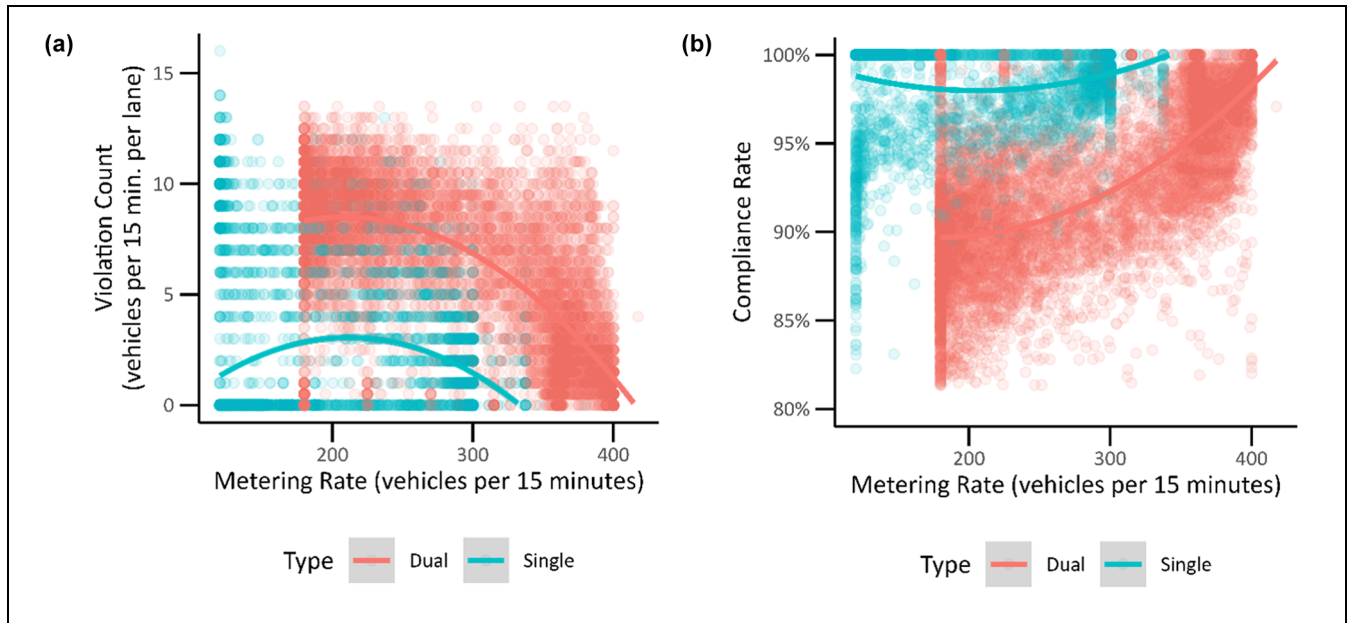 (a)
Violation Count
(vehicles per 15 min. per lane)
15
10
5
0
200
300
400
Metering Rate (vehicles per 15 minutes)
Type
Dual
Single
(b)
Compliance Rate
100%
95%
90%
85%
80%
200
300
400
Metering Rate (vehicles per 15 minutes)
Type
Dual
Single